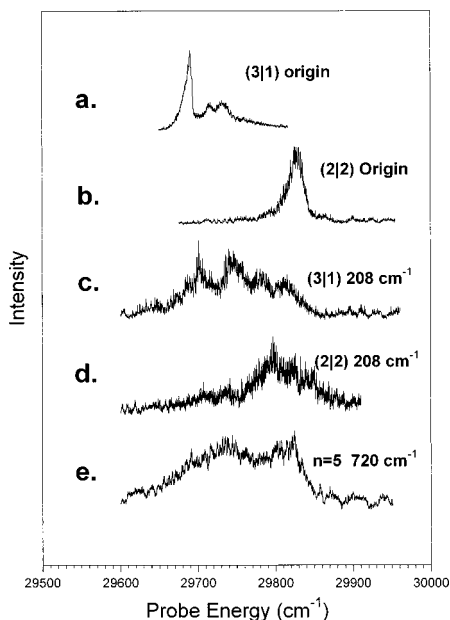 (3|1) origin
a.
(2|2) Origin
b.
(3|1) 208 cm⁻¹
c.
(2|2) 208 cm⁻¹
d.
n=5 720 cm⁻¹
e.
Intensity
29500 29600 29700 29800 29900 30000
Probe Energy (cm⁻¹)